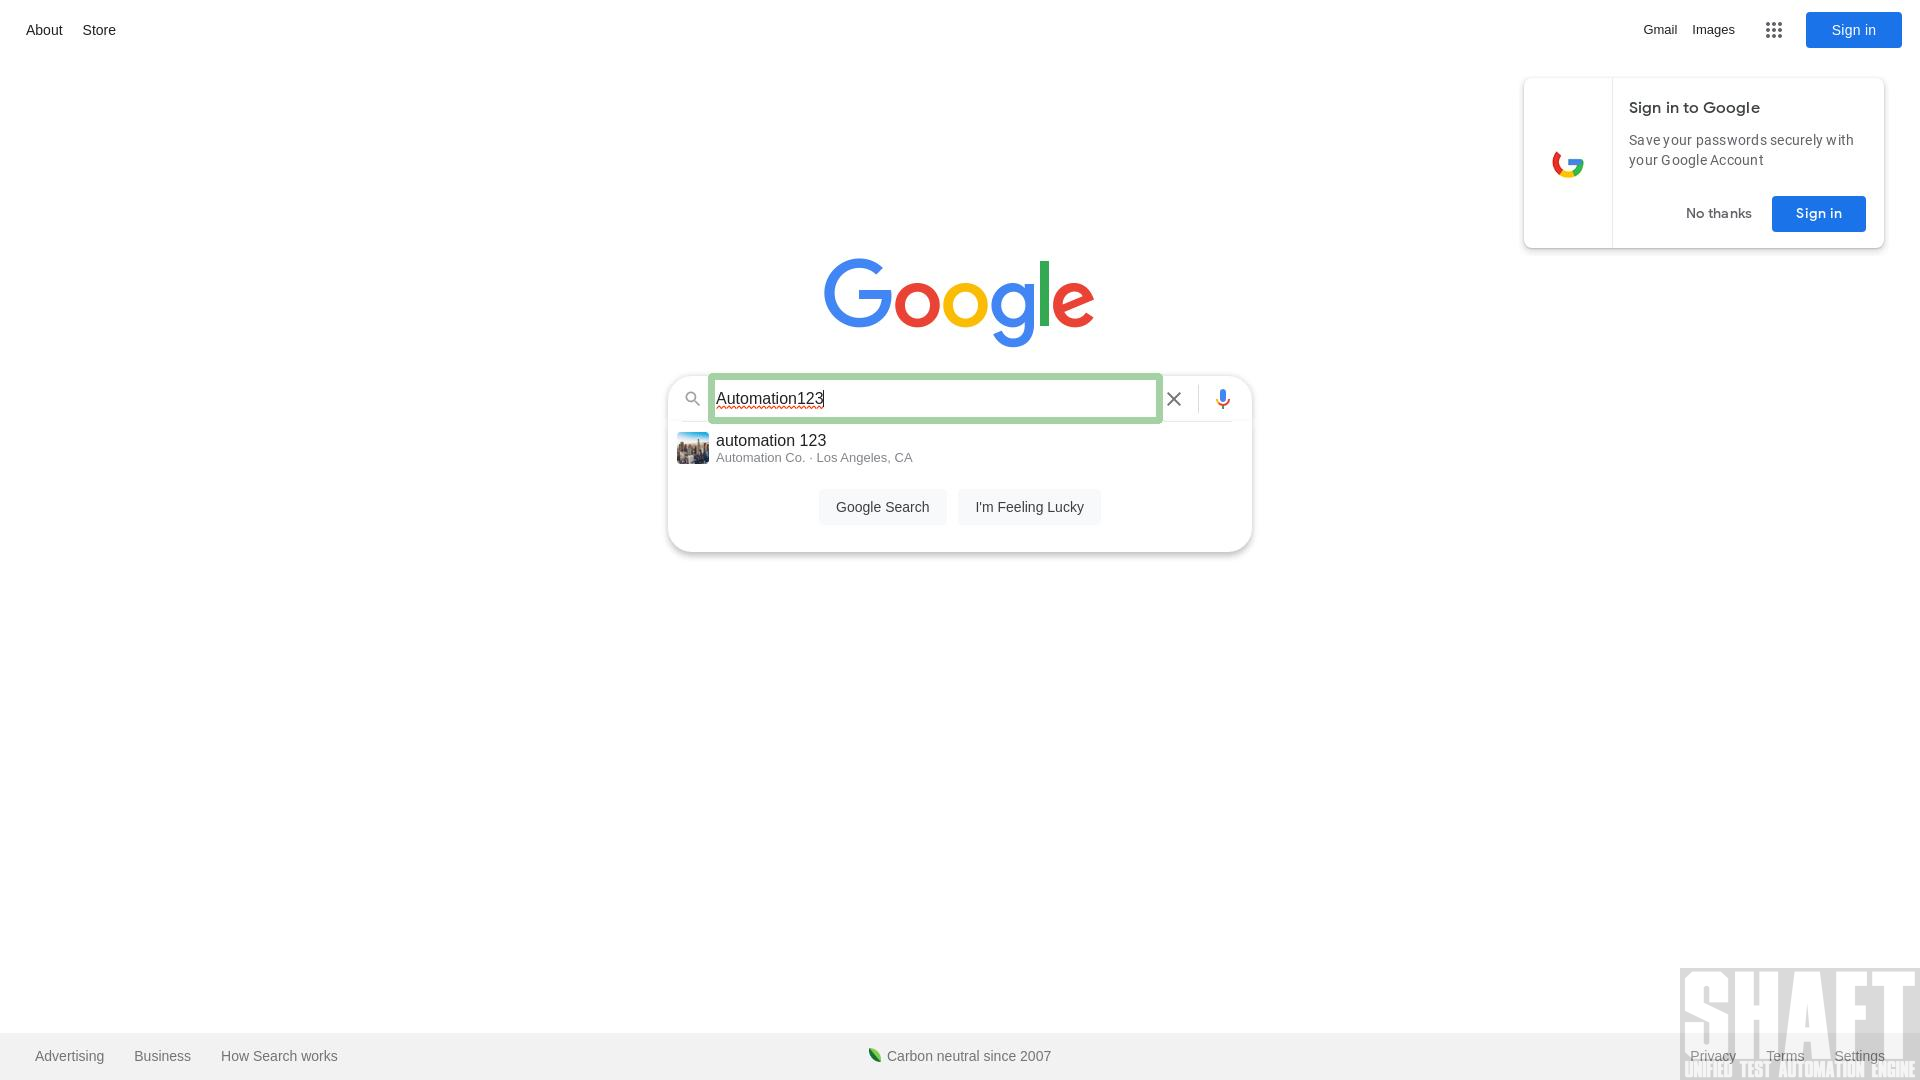 About Store
Gmail Images Sign in
Sign in to Google
Save your passwords securely with
your Google Account
No thanks Sign in
Google
Automation123
automation 123
Automation Co. · Los Angeles, CA
Google Search I'm Feeling Lucky
Advertising Business How Search works
Carbon neutral since 2007
Privacy Terms Settings
SHAFT
UNIFIED TEST AUTOMATION ENGINE